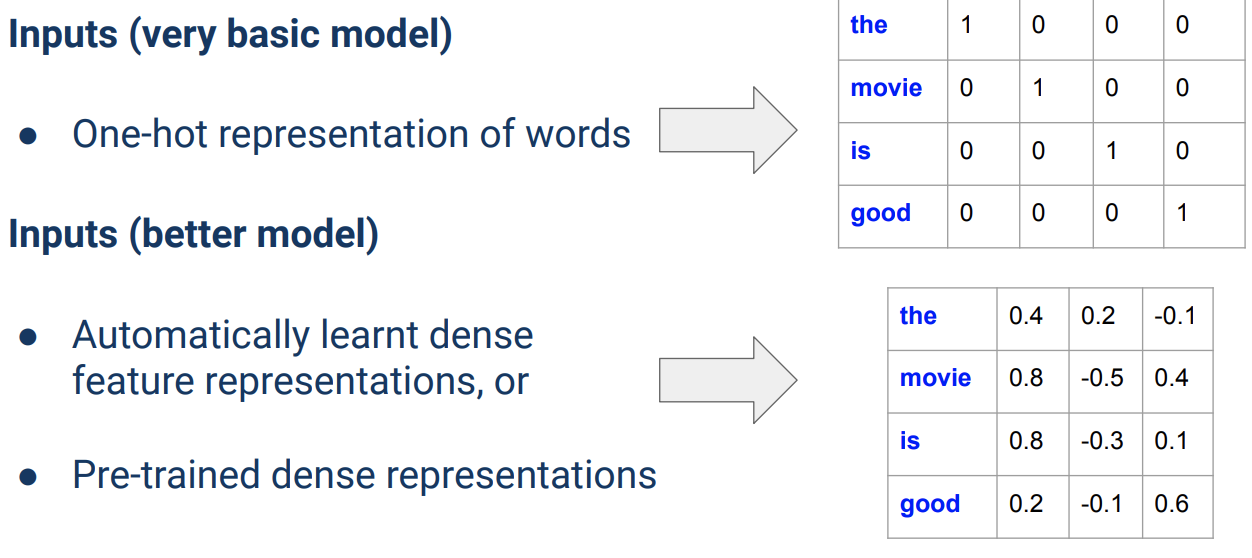 Inputs (very basic model)
● One-hot representation of words
the 1 0 0 0
movie 0 1 0 0
is 0 0 1 0
good 0 0 0 1
Inputs (better model)
● Automatically learnt dense
feature representations, or
● Pre-trained dense representations
the 0.4 0.2 -0.1
movie 0.8 -0.5 0.4
is 0.8 -0.3 0.1
good 0.2 -0.1 0.6